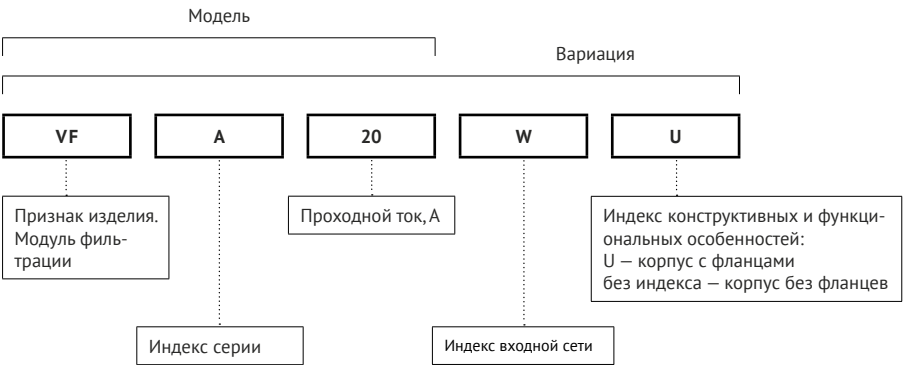 Модель
Вариация
VF
A
20
W
U
Признак изделия.
Модуль филь-
трации
Проходной ток, А
Индекс конструктивных и функци-
ональных особенностей:
U — корпус с фланцами
без индекса — корпус без фланцев
Индекс серии
Индекс входной сети